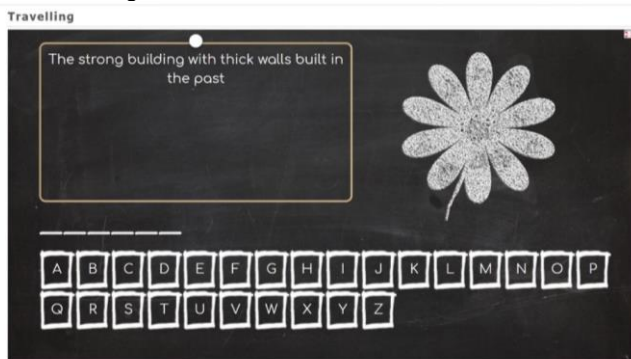 Travelling
The strong building with thick walls built in
the past
A B C D E F G H I J K L M N O P
Q R S T U V W X Y Z